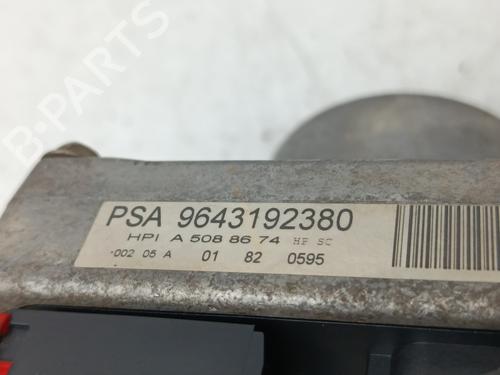 B-PARTS
PSA 9643192380
HPI A 508 86 74 HF SC
-002 05 A 01 82 0595